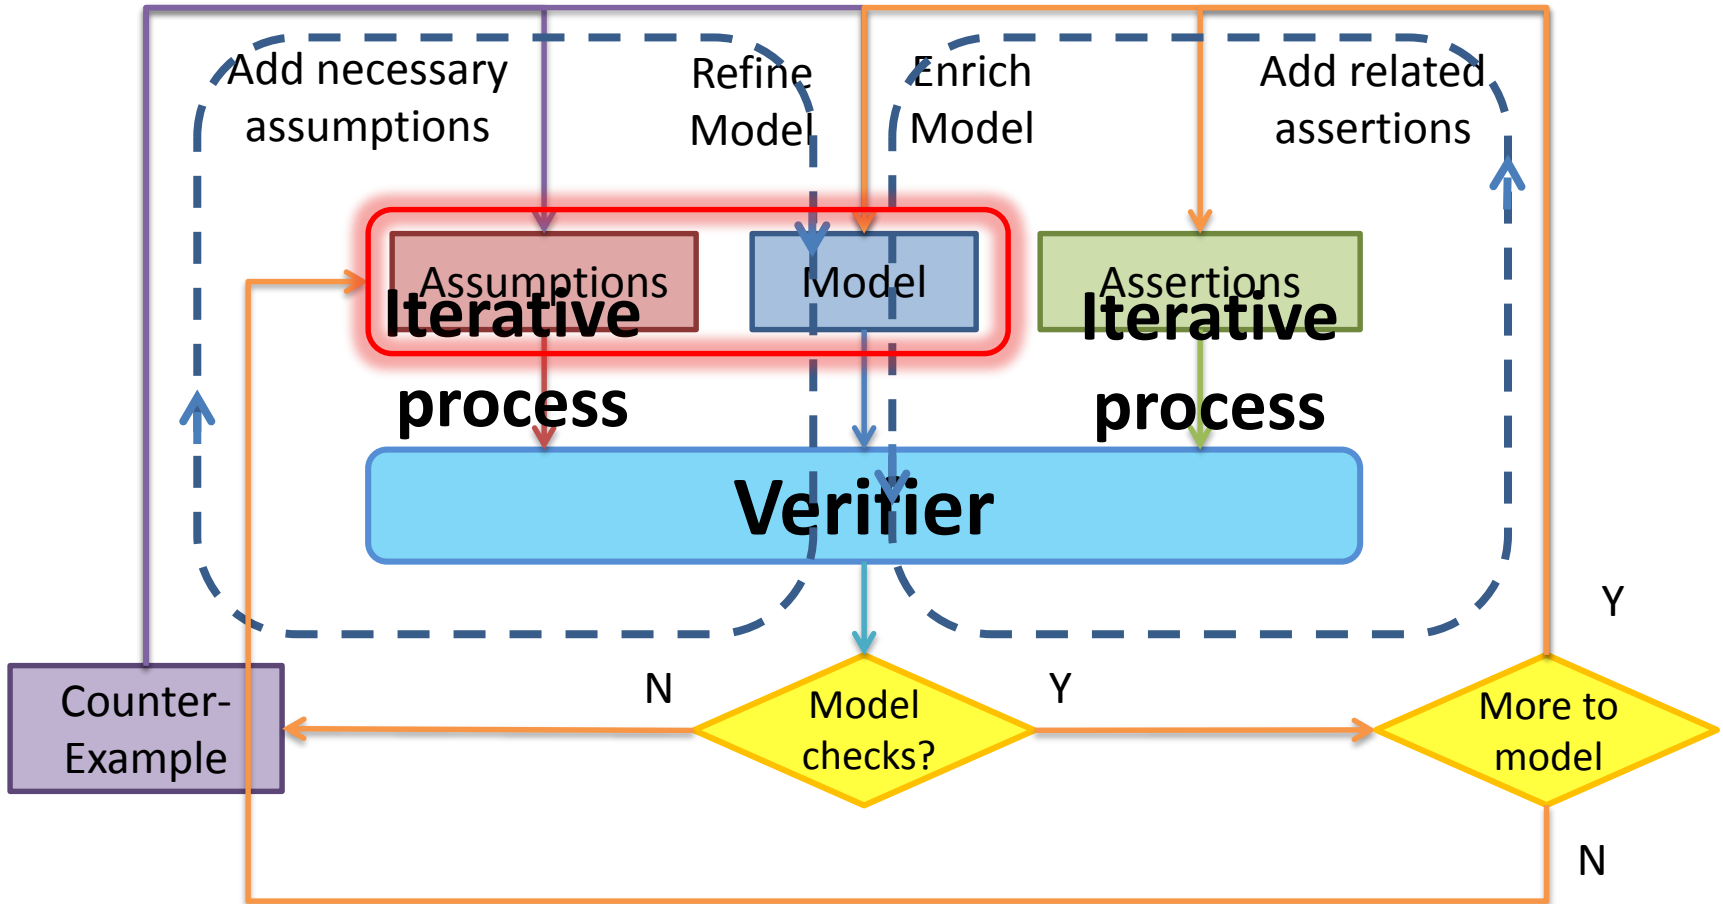 Add necessary
assumptions
Refine
Model
Enrich
Model
Add related
assertions
Assumptions
Model
Assertions
Iterative
process
Iterative
process
Verifier
Y
Counter-
Example
N
Model
checks?
Y
More to
model
N